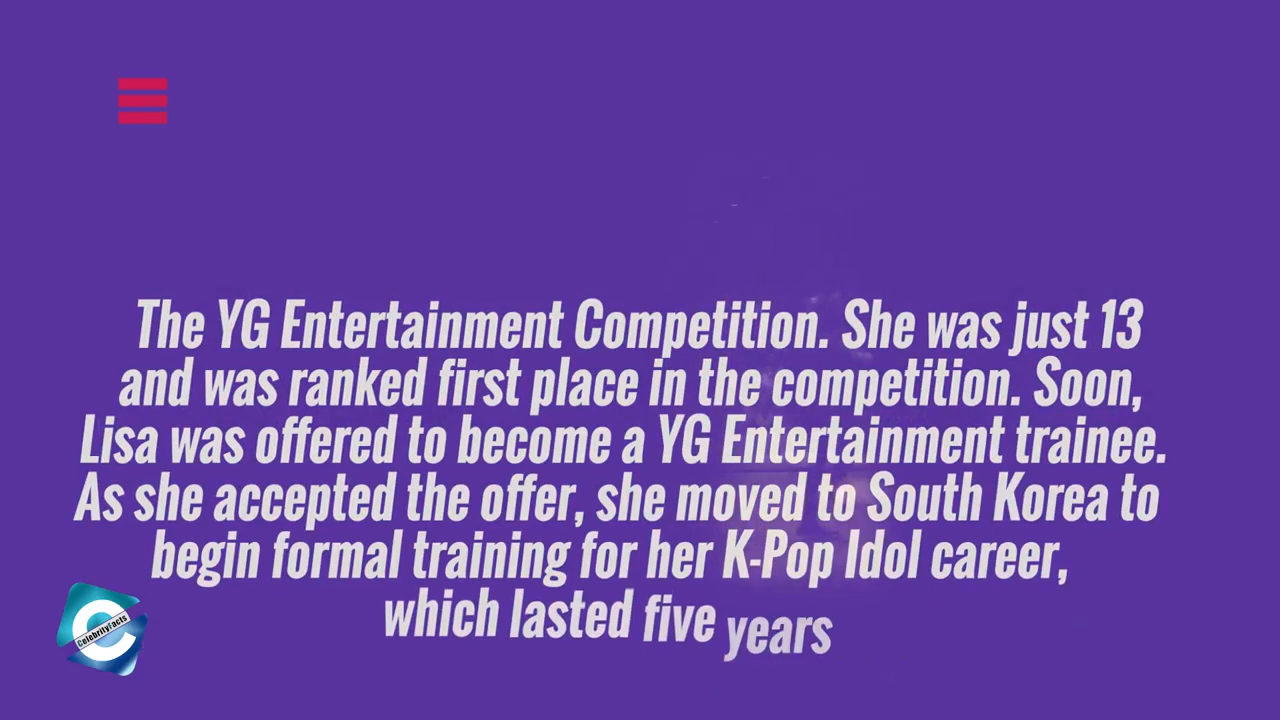 The YG Entertainment Competition. She was just 13
and was ranked first place in the competition. Soon,
Lisa was offered to become a YG Entertainment trainee.
As she accepted the offer, she moved to South Korea to
begin formal training for her K-Pop Idol career,
which lasted five years
CelebrityFacts